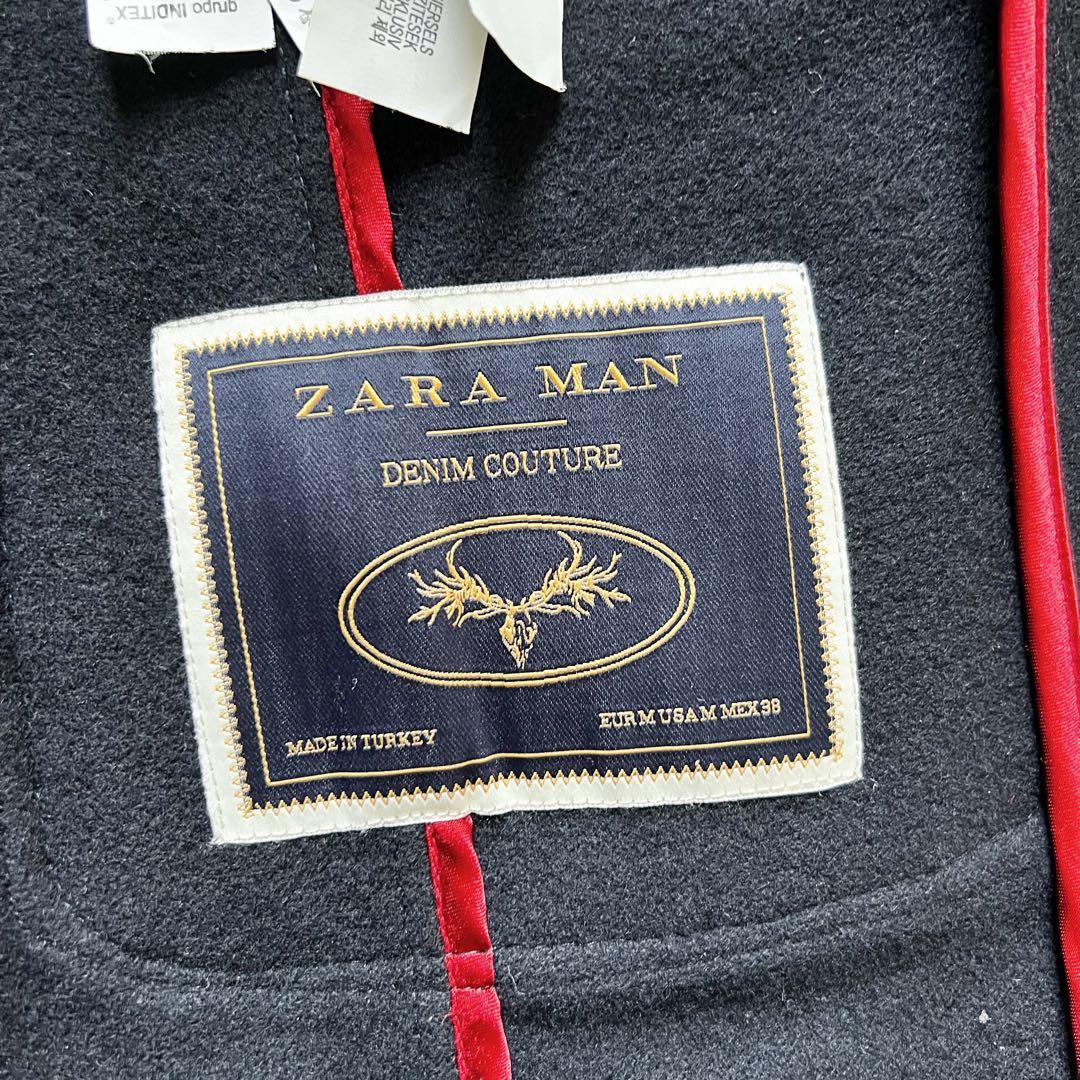 grupo INDITEX®
ZARA MAN
DENIM COUTURE
MADE IN TURKEY
EUR M USA M MEX 38